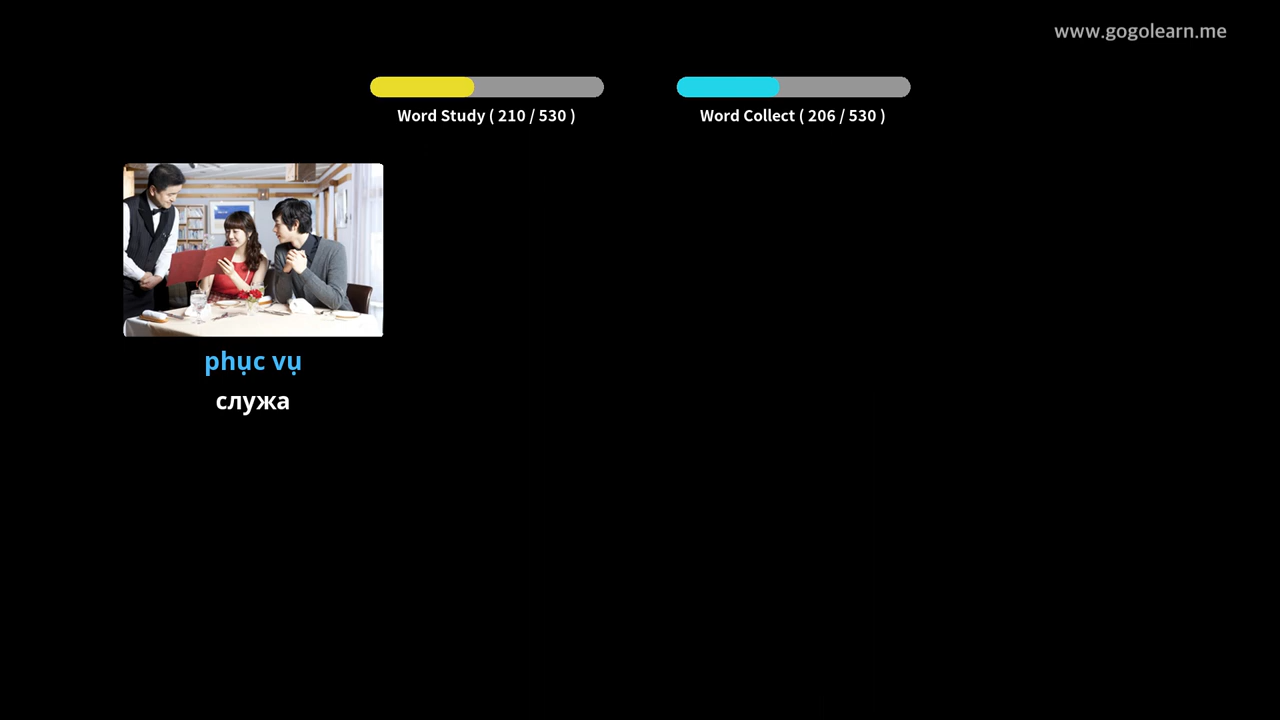 www.gogolearn.me
Word Study ( 210 / 530 )
Word Collect ( 206 / 530 )
phục vụ
служа